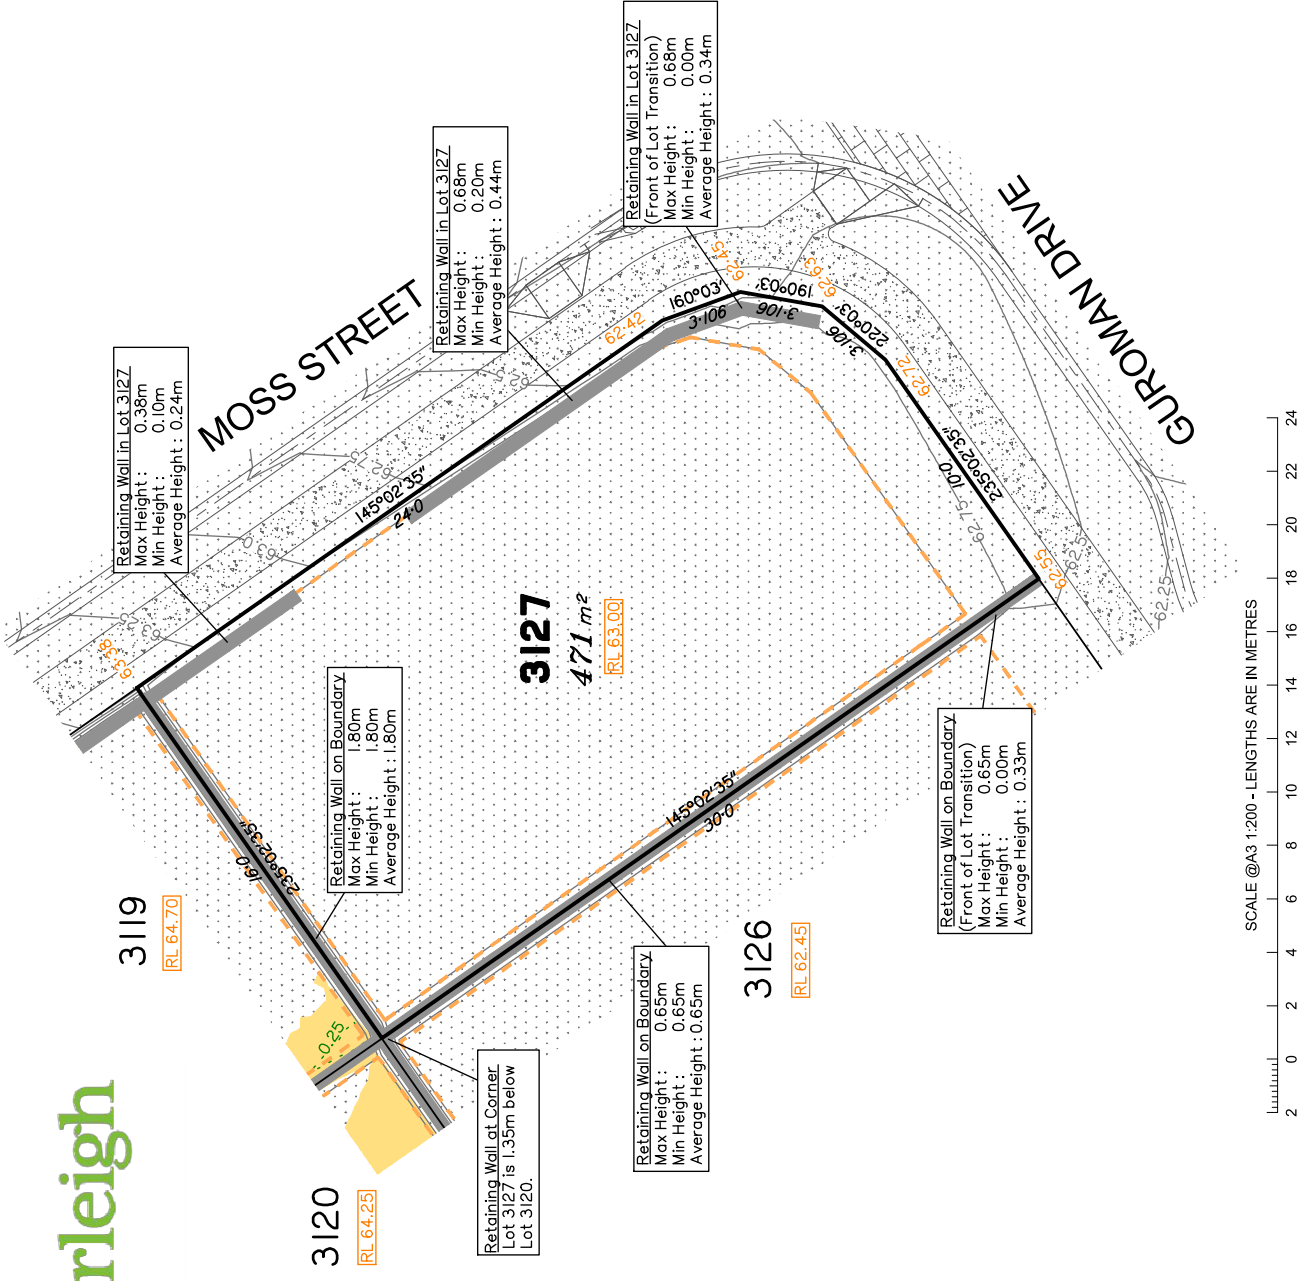 rleigh
MOSS STREET
GUROMAN DRIVE
Retaining Wall in Lot 3127
Max Height : 0.38m
Min Height : 0.10m
Average Height : 0.24m
Retaining Wall in Lot 3127
Max Height : 0.68m
Min Height : 0.20m
Average Height : 0.44m
Retaining Wall in Lot 3127
(Front of Lot Transition)
Max Height : 0.68m
Min Height : 0.00m
Average Height : 0.34m
Retaining Wall on Boundary
Max Height : 1.80m
Min Height : 1.80m
Average Height : 1.80m
Retaining Wall on Boundary
(Front of Lot Transition)
Max Height : 0.65m
Min Height : 0.00m
Average Height : 0.33m
Retaining Wall on Boundary
Max Height : 0.65m
Min Height : 0.65m
Average Height : 0.65m
Retaining Wall at Corner
Lot 3127 is 1.35m below
Lot 3120.
3127
471 m²
RL 63.00
3119
RL 64.70
3120
RL 64.25
3126
RL 62.45
145°02'35"
24·0
160°03'
3·106
190°03'
3·106
220°03'
3·106
235°02'35"
10·0
145°02'35"
30·0
235°02'35"
16·0
63·38
62·42
62·45
62·63
62·72
62·55
63.25
63.0
62.75
62.5
62.75
62.5
62.25
-0.25
2 0 2 4 6 8 10 12 14 16 18 20 22 24
SCALE @A3 1:200 - LENGTHS ARE IN METRES